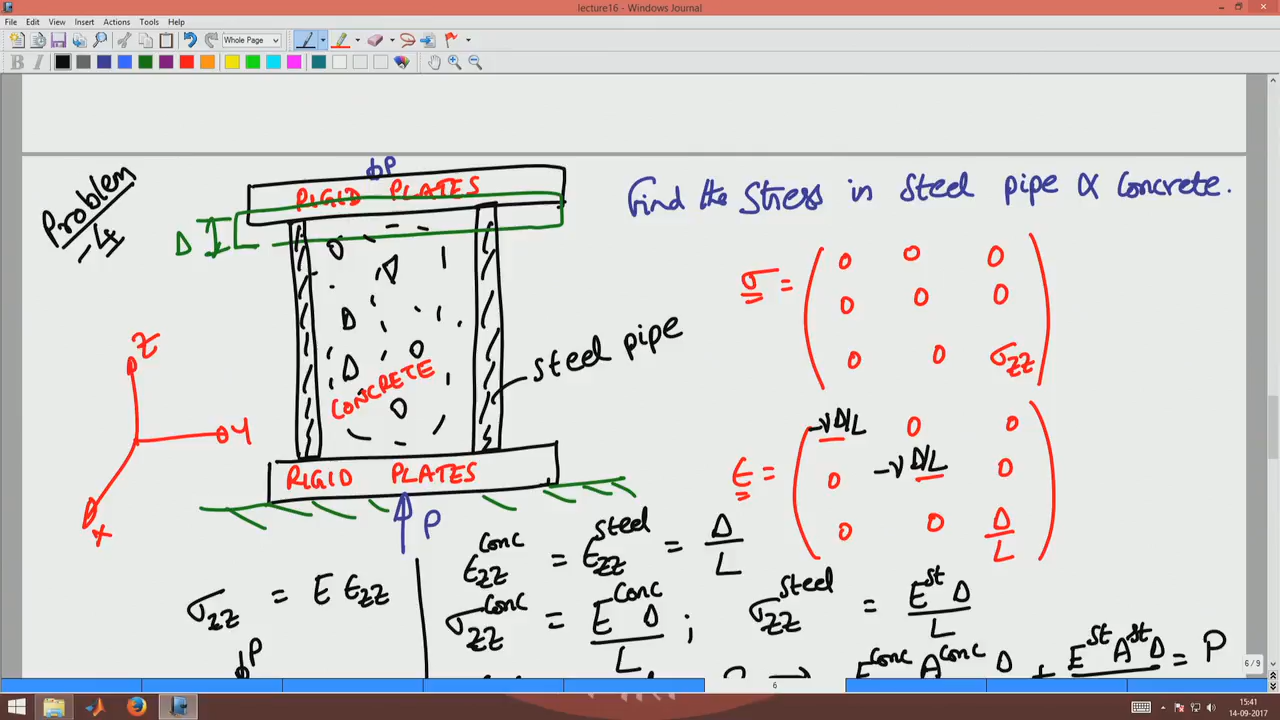 lecture16 - Windows Journal
File Edit View Insert Actions Tools Help
Whole Page
B I
Problem
-4
P
RIGID PLATES
Find the stress in steel pipe & concrete.
Δ
σ = ( 0 0 0
0 0 0
0 0 σzz )
steel pipe
CONCRETE
Z
Y
X
ε = ( -νΔ/L 0 0
0 -νΔ/L 0
0 0 Δ/L )
RIGID PLATES
P
εzz^conc = εzz^steel = Δ/L
σzz = E εzz
σzz^conc = E^conc Δ/L ; σzz^steel = E^st Δ/L
P
E^conc A^conc Δ + E^st A^st Δ = P
6 / 9
6
15:41
14-09-2017